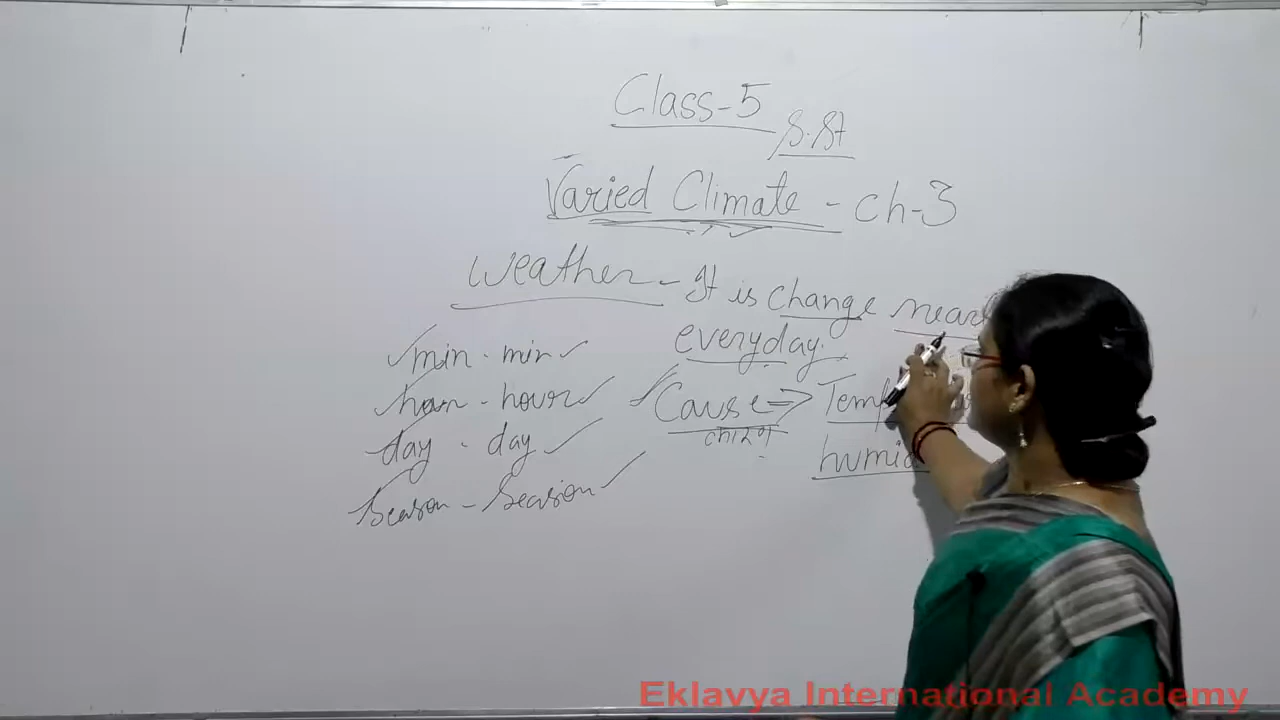 Class-5
S.St
Varied Climate - ch-3
Weather - It is change
everyday.
min - min
hour - hour
day - day
Season - Season
Cause =>
कारण
Eklavya International Academy